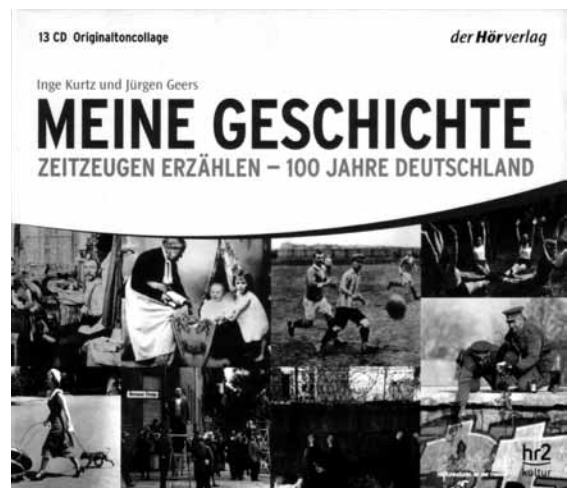 13 CD Originaltoncollage
der Hörverlag
Inge Kurtz und Jürgen Geers
MEINE GESCHICHTE
ZEITZEUGEN ERZÄHLEN – 100 JAHRE DEUTSCHLAND
hr2
kultur